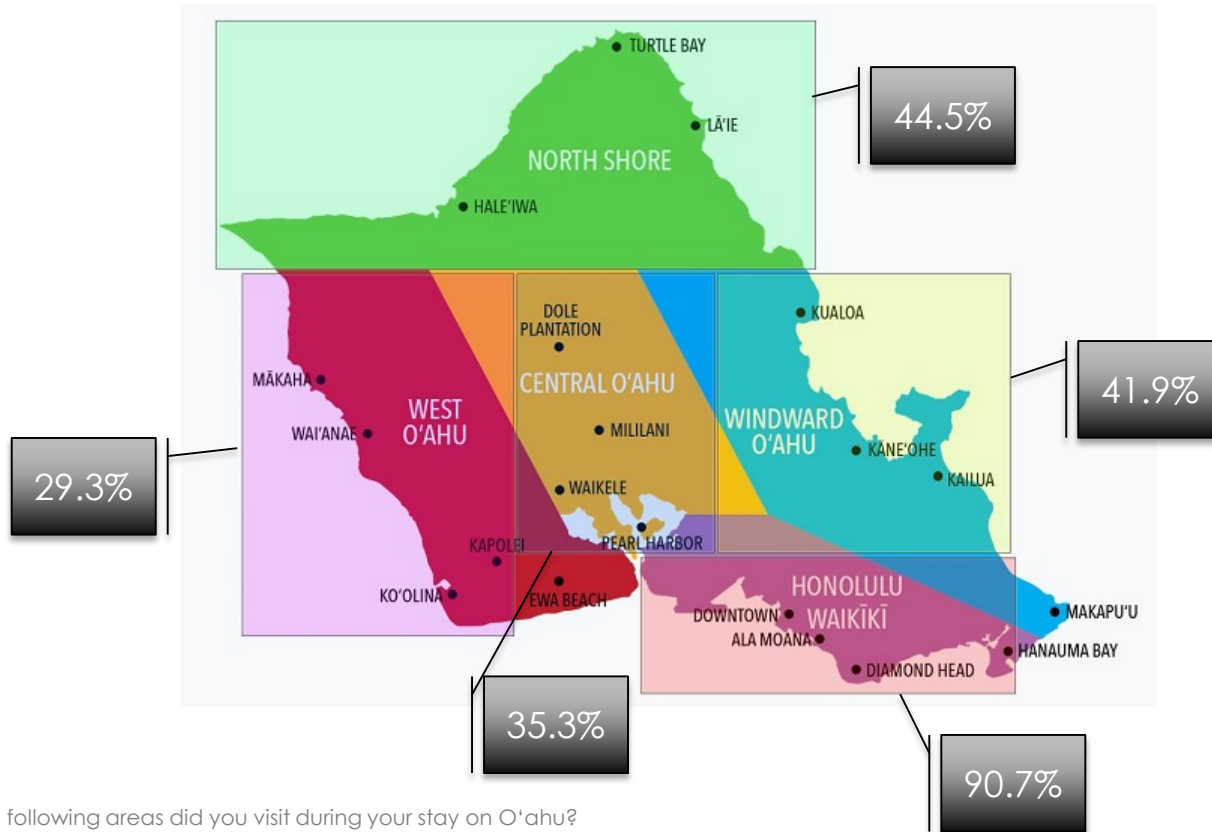 TURTLE BAY
LĀ'IE
44.5%
NORTH SHORE
HALE'IWA
KUALOA
DOLE
PLANTATION
MĀKAHA
CENTRAL O'AHU
41.9%
WEST
O'AHU
WINDWARD
O'AHU
WAI'ANAE
MILILANI
KĀNE'OHE
KAILUA
29.3%
WAIKELE
PEARL HARBOR
KAPOLEI
KO'OLINA
EWA BEACH
HONOLULU
WAIKĪKĪ
DOWNTOWN
ALA MOANA
MAKAPU'U
HANAUMA BAY
DIAMOND HEAD
35.3%
90.7%
following areas did you visit during your stay on O‘ahu?